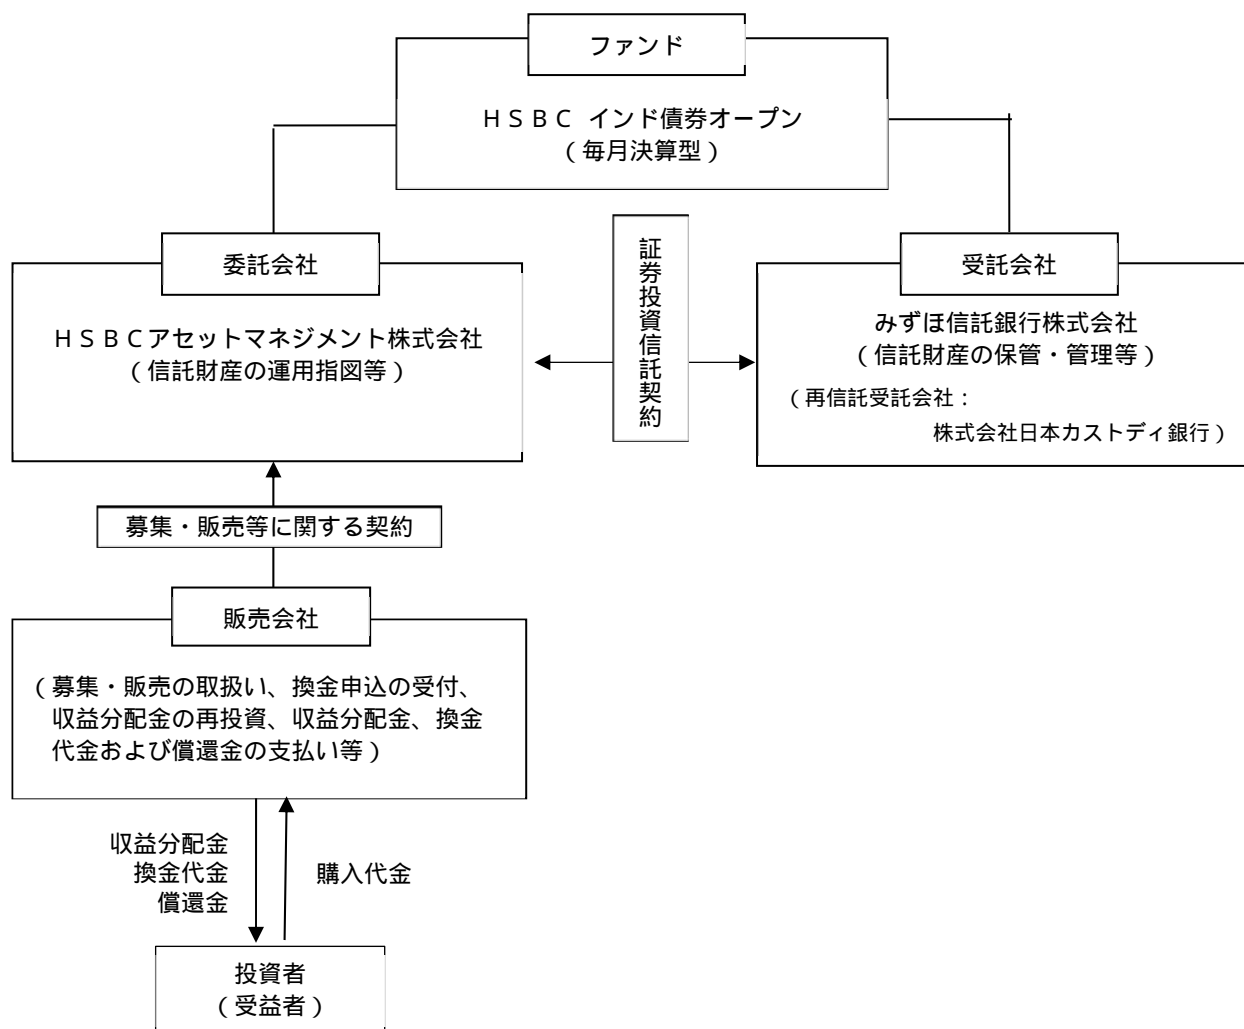 ファンド
ＨＳＢＣ インド債券オープン
（毎月決算型）
委託会社
ＨＳＢＣアセットマネジメント株式会社
（信託財産の運用指図等）
証券投資信託契約
受託会社
みずほ信託銀行株式会社
（信託財産の保管・管理等）
（再信託受託会社：
株式会社日本カストディ銀行）
募集・販売等に関する契約
販売会社
（募集・販売の取扱い、換金申込の受付、
収益分配金の再投資、収益分配金、換金
代金および償還金の支払い等）
収益分配金
換金代金
償還金
購入代金
投資者
（受益者）